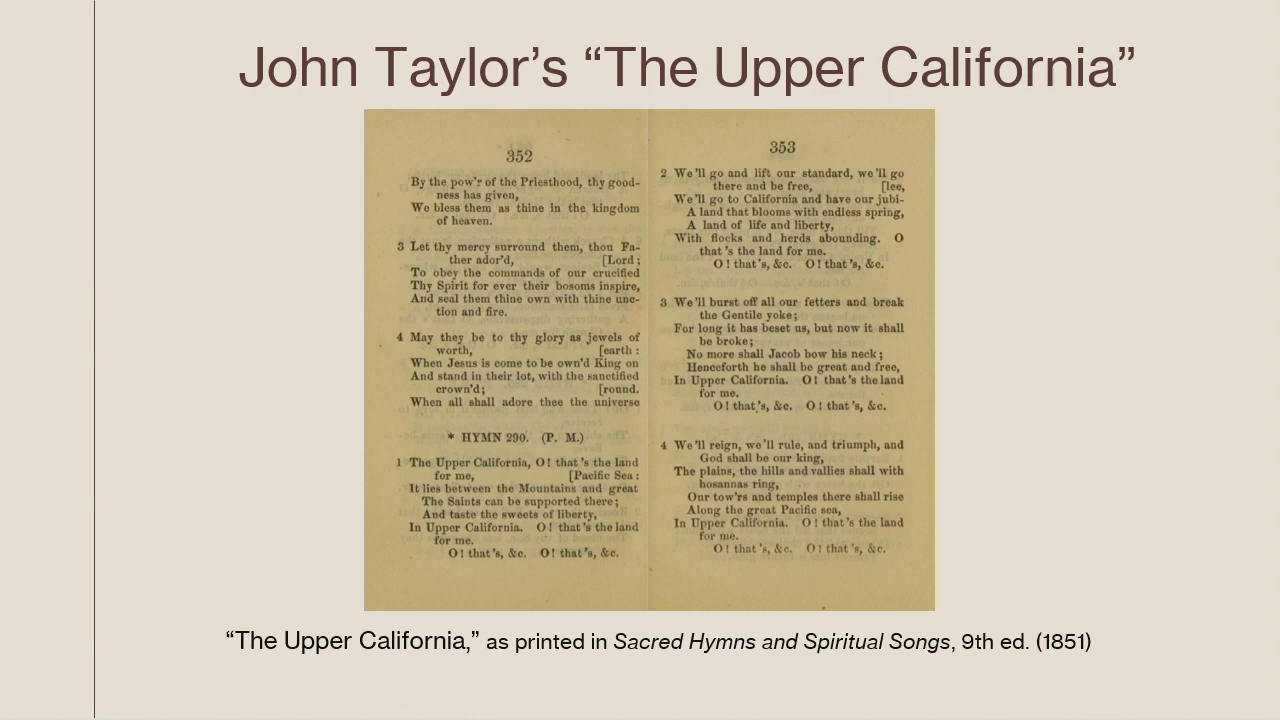 John Taylor's “The Upper California”
352
By the pow'r of the Priesthood, thy good-
ness has given,
We bless them as thine in the kingdom
of heaven.
3 Let thy mercy surround them, thou Fa-
ther ador'd, [Lord;
To obey the commands of our crucified
Thy Spirit for ever their bosoms inspire,
And seal them thine own with thine unc-
tion and fire.
4 May they be to thy glory as jewels of
worth, [earth:
When Jesus is come to be own'd King on
And stand in their lot, with the sanctified
crown'd; [round.
When all shall adore thee the universe
* HYMN 290. (P. M.)
1 The Upper California, O! that's the land
for me, [Pacific Sea:
It lies between the Mountains and great
The Saints can be supported there;
And taste the sweets of liberty,
In Upper California. O! that's the land
for me.
O! that's, &c. O! that's, &c.
353
2 We'll go and lift our standard, we'll go
there and be free, [lee,
We'll go to California and have our jubi-
A land that blooms with endless spring,
A land of life and liberty,
With flocks and herds abounding. O
that's the land for me.
O! that's, &c. O! that's, &c.
3 We'll burst off all our fetters and break
the Gentile yoke;
For long it has beset us, but now it shall
be broke;
No more shall Jacob bow his neck;
Henceforth he shall be great and free,
In Upper California. O! that's the land
for me.
O! that's, &c. O! that's, &c.
4 We'll reign, we'll rule, and triumph, and
God shall be our king,
The plains, the hills and vallies shall with
hosannas ring,
Our tow'rs and temples there shall rise
Along the great Pacific sea,
In Upper California. O! that's the land
for me.
O! that's, &c. O! that's, &c.
“The Upper California,” as printed in Sacred Hymns and Spiritual Songs, 9th ed. (1851)